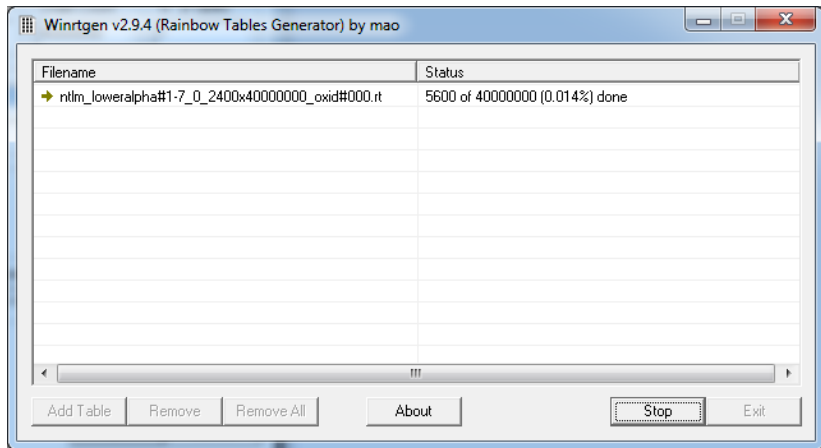 Winrtgen v2.9.4 (Rainbow Tables Generator) by mao
Filename Status
ntlm_loweralpha#1-7_0_2400x40000000_oxid#000.rt 5600 of 40000000 (0.014%) done
Add Table Remove Remove All About Stop Exit